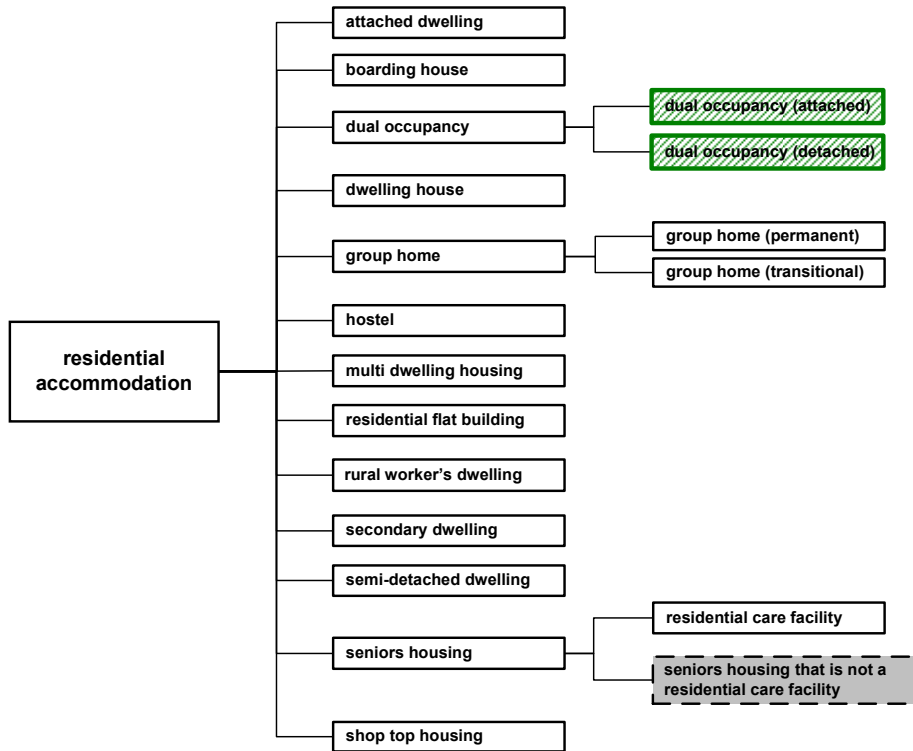 attached dwelling
boarding house
dual occupancy (attached)
dual occupancy
dual occupancy (detached)
dwelling house
group home (permanent)
group home
group home (transitional)
hostel
residential
accommodation
multi dwelling housing
residential flat building
rural worker’s dwelling
secondary dwelling
semi-detached dwelling
residential care facility
seniors housing
seniors housing that is not a
residential care facility
shop top housing